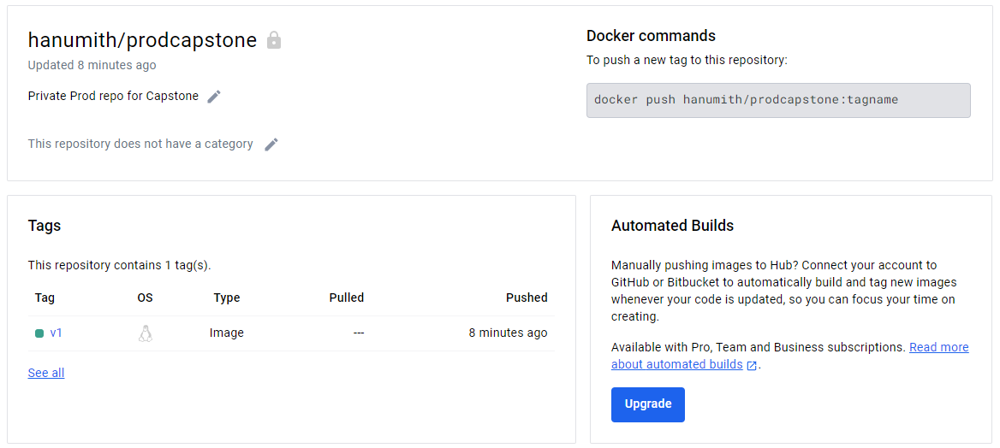 hanumith/prodcapstone
Updated 8 minutes ago
Private Prod repo for Capstone
This repository does not have a category
Docker commands
To push a new tag to this repository:
docker push hanumith/prodcapstone:tagname
Tags
This repository contains 1 tag(s).
Tag OS Type Pulled Pushed
v1 Image --- 8 minutes ago
See all
Automated Builds
Manually pushing images to Hub? Connect your account to
GitHub or Bitbucket to automatically build and tag new images
whenever your code is updated, so you can focus your time on
creating.
Available with Pro, Team and Business subscriptions. Read more
about automated builds .
Upgrade